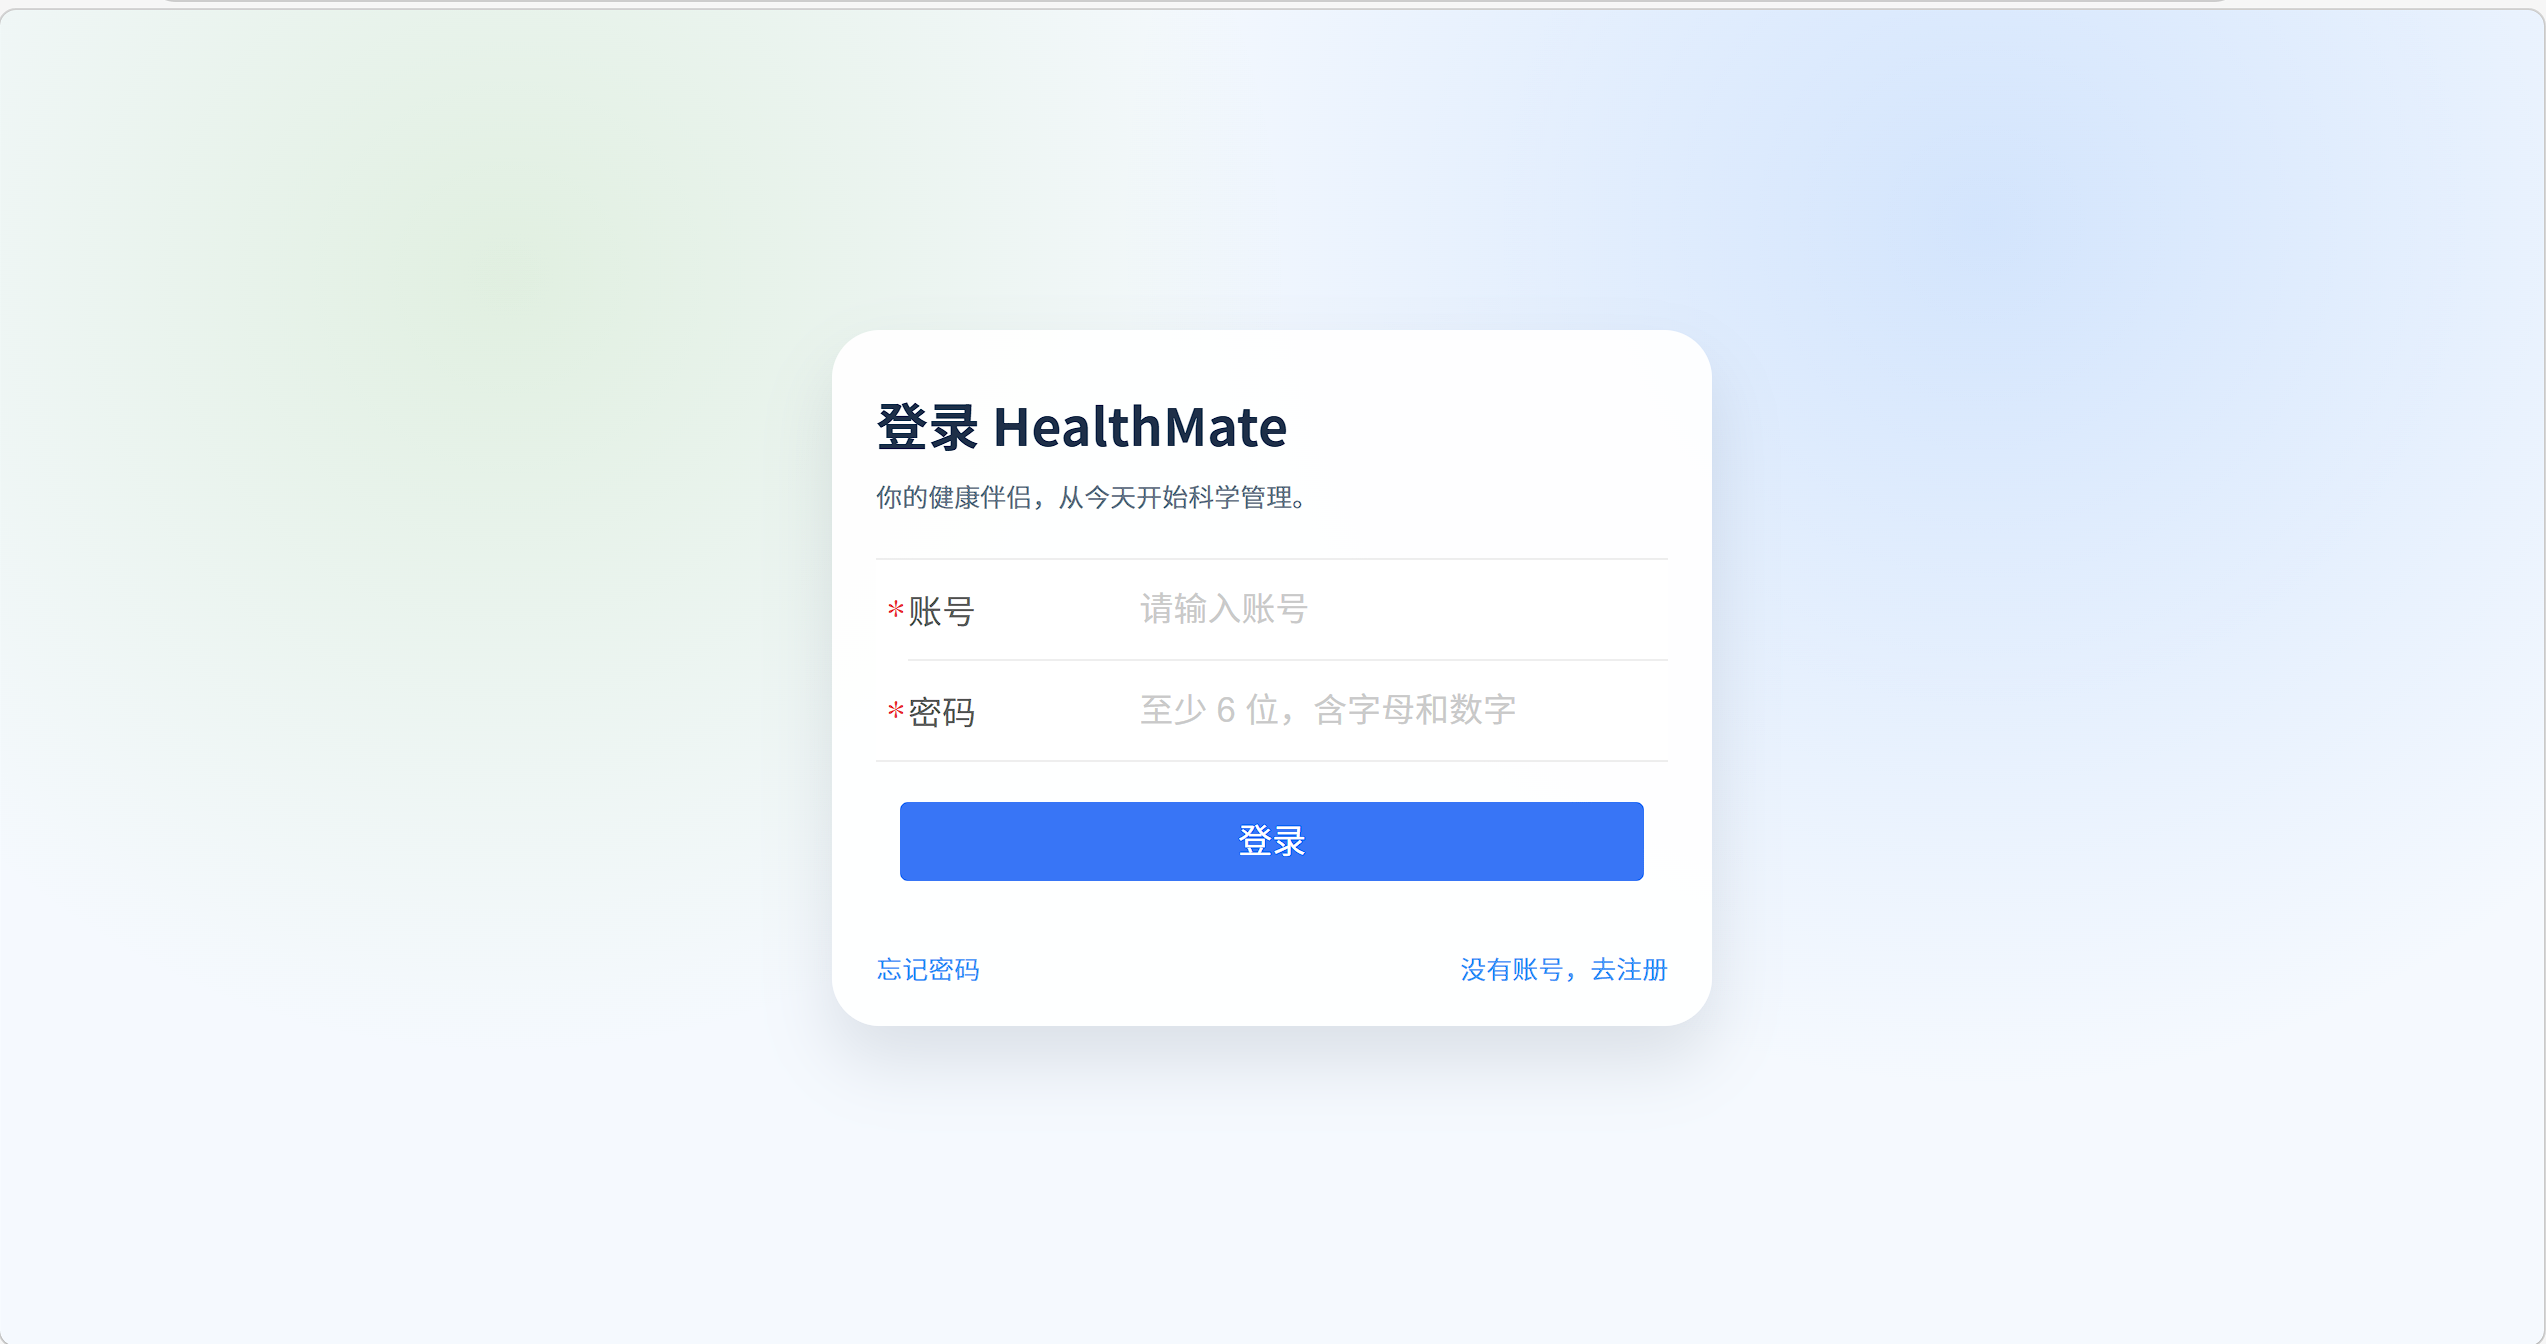 登录 HealthMate
你的健康伴侣，从今天开始科学管理。
*账号 请输入账号
*密码 至少 6 位，含字母和数字
登录
忘记密码 没有账号，去注册